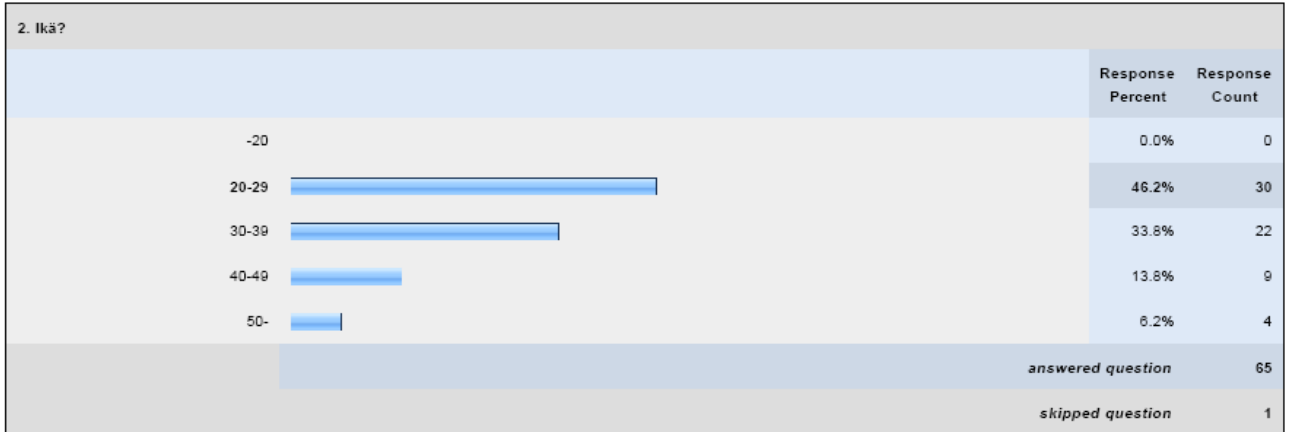 2. Ikä?
Response Percent
Response Count
-20 0.0% 0
20-29 46.2% 30
30-39 33.8% 22
40-49 13.8% 9
50- 6.2% 4
answered question 65
skipped question 1